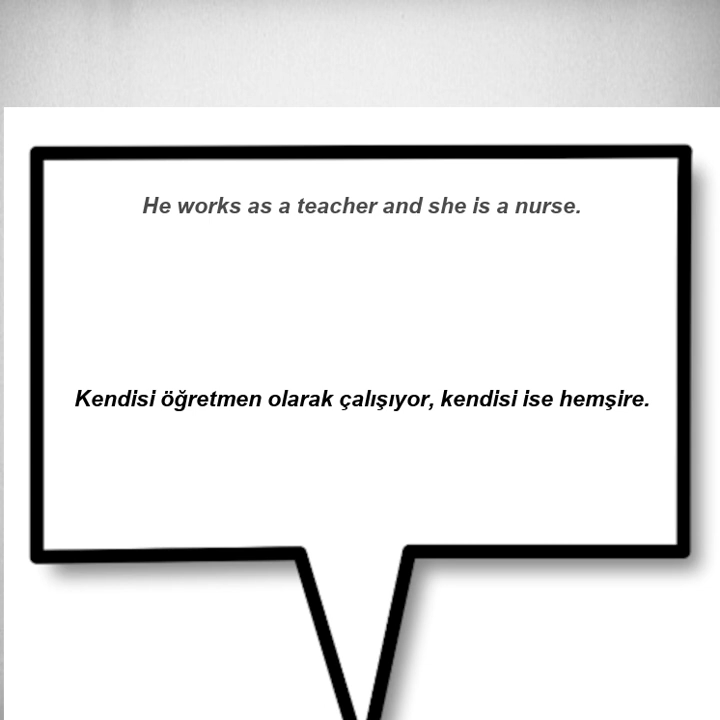 He works as a teacher and she is a nurse.
Kendisi öğretmen olarak çalışıyor, kendisi ise hemşire.